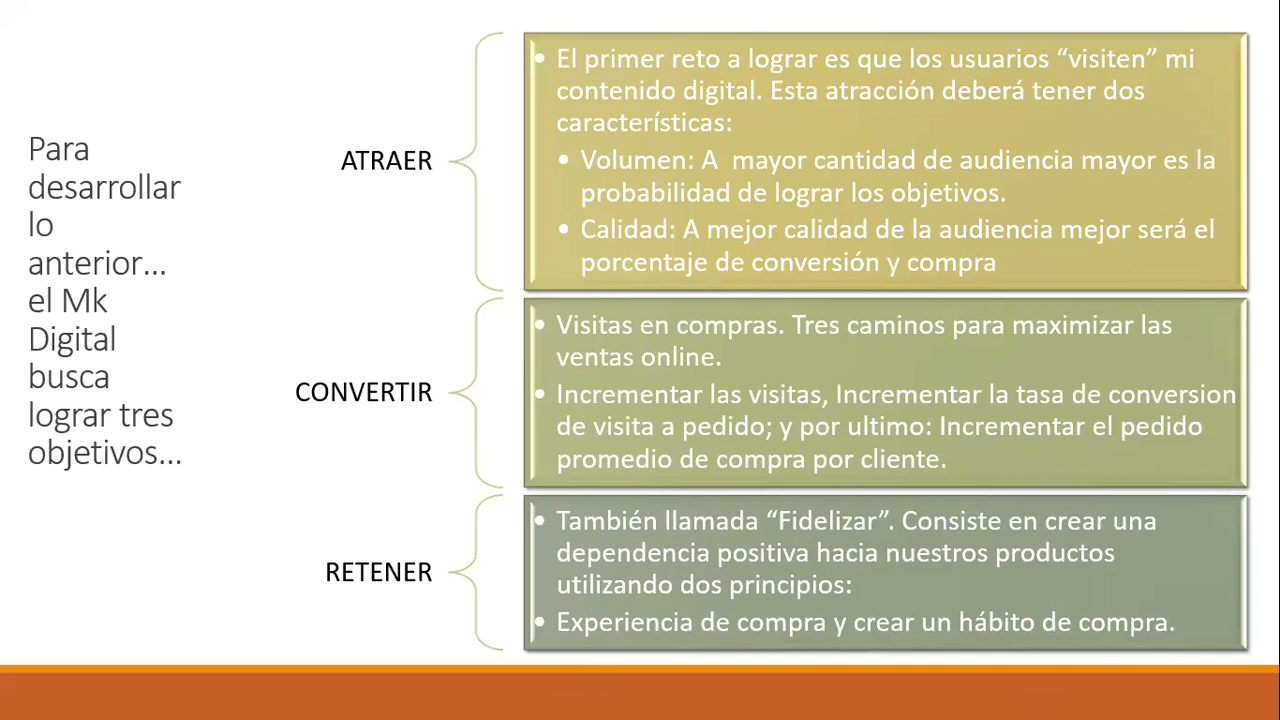 Para
desarrollar
lo
anterior...
el Mk
Digital
busca
lograr tres
objetivos...
ATRAER
• El primer reto a lograr es que los usuarios “visiten” mi
contenido digital. Esta atracción deberá tener dos
características:
• Volumen: A  mayor cantidad de audiencia mayor es la
probabilidad de lograr los objetivos.
• Calidad: A mejor calidad de la audiencia mejor será el
porcentaje de conversión y compra
CONVERTIR
• Visitas en compras. Tres caminos para maximizar las
ventas online.
• Incrementar las visitas, Incrementar la tasa de conversion
de visita a pedido; y por ultimo: Incrementar el pedido
promedio de compra por cliente.
RETENER
• También llamada “Fidelizar”. Consiste en crear una
dependencia positiva hacia nuestros productos
utilizando dos principios:
• Experiencia de compra y crear un hábito de compra.